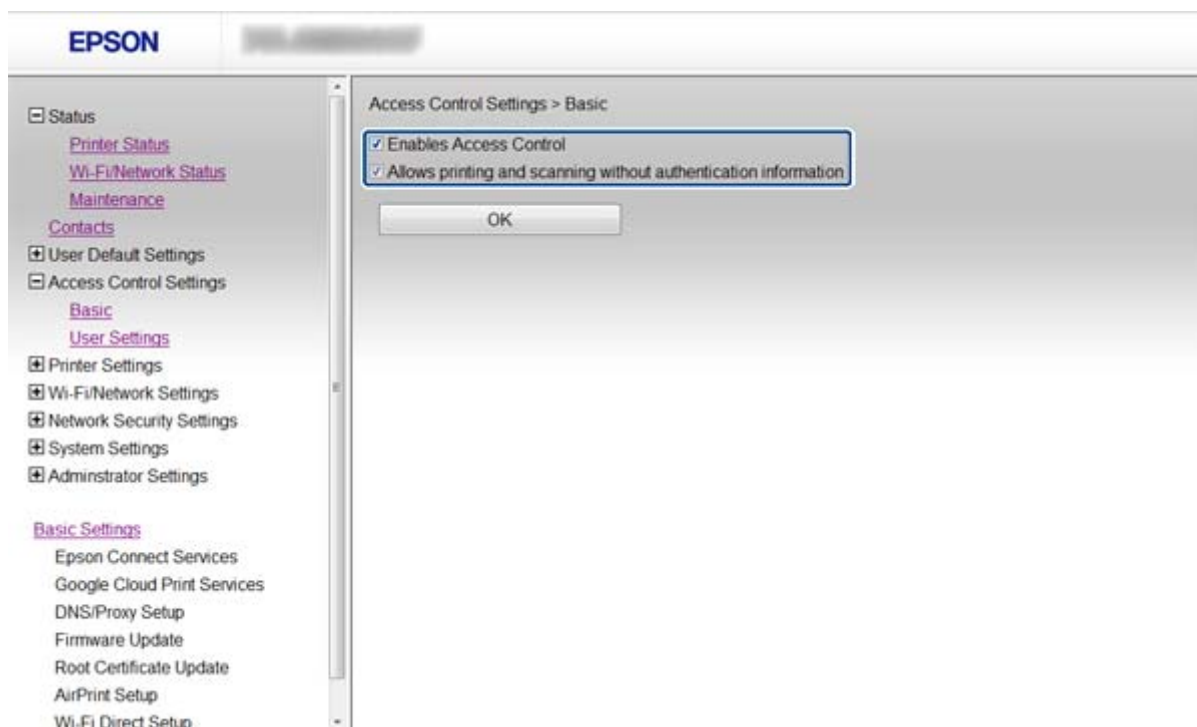 EPSON
Status
Printer Status
Wi-Fi/Network Status
Maintenance
Contacts
User Default Settings
Access Control Settings
Basic
User Settings
Printer Settings
Wi-Fi/Network Settings
Network Security Settings
System Settings
Adminstrator Settings
Basic Settings
Epson Connect Services
Google Cloud Print Services
DNS/Proxy Setup
Firmware Update
Root Certificate Update
AirPrint Setup
Wi-Fi Direct Setup
Access Control Settings > Basic
Enables Access Control
Allows printing and scanning without authentication information
OK